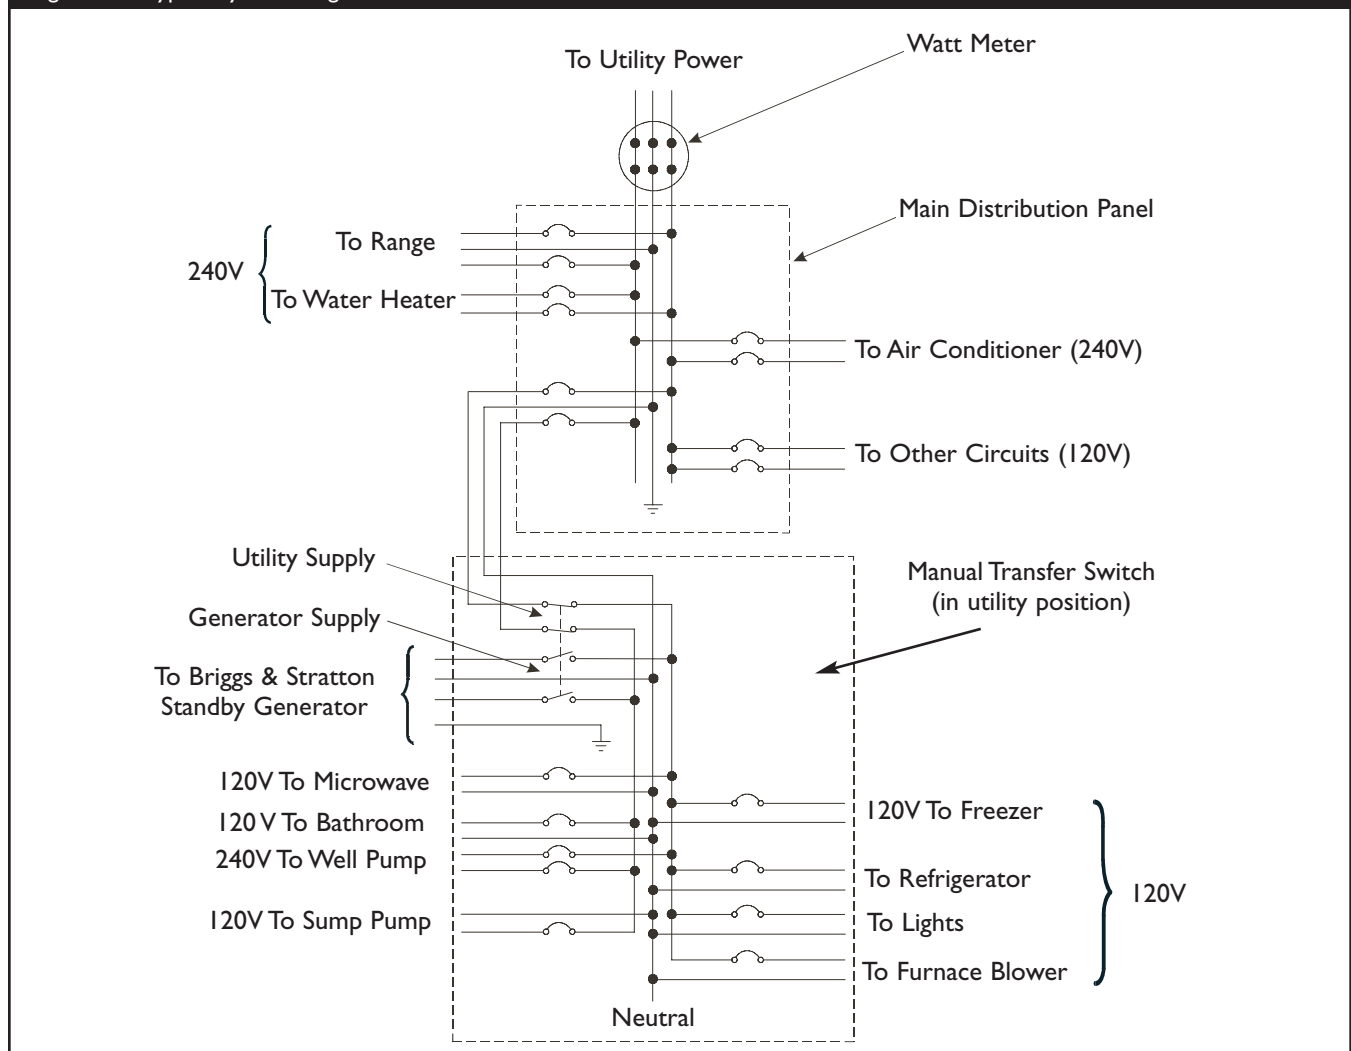 To Utility Power
Watt Meter
Main Distribution Panel
To Range
240V
To Water Heater
To Air Conditioner (240V)
To Other Circuits (120V)
Utility Supply
Generator Supply
Manual Transfer Switch
(in utility position)
To Briggs & Stratton
Standby Generator
120V To Microwave
120 V To Bathroom
240V To Well Pump
120V To Sump Pump
120V To Freezer
To Refrigerator
120V
To Lights
To Furnace Blower
Neutral